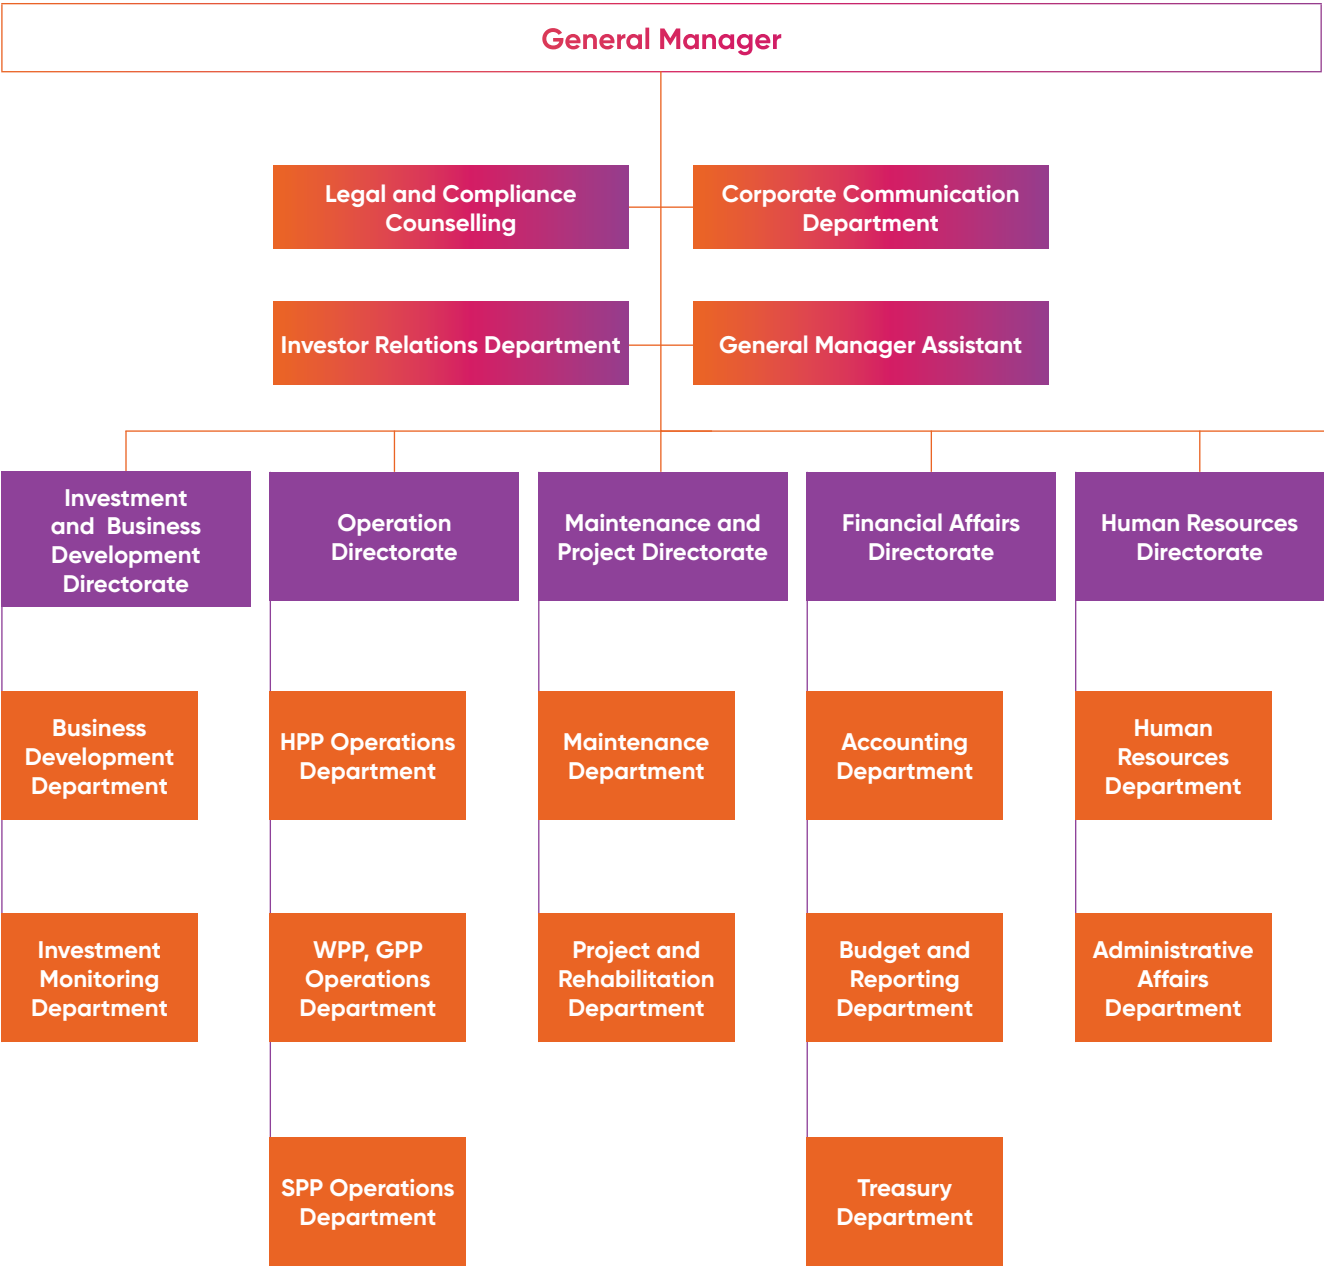 General Manager
Legal and Compliance
Counselling
Corporate Communication
Department
Investor Relations Department
General Manager Assistant
Investment
and Business
Development
Directorate
Operation
Directorate
Maintenance and
Project Directorate
Financial Affairs
Directorate
Human Resources
Directorate
Business
Development
Department
HPP Operations
Department
Maintenance
Department
Accounting
Department
Human
Resources
Department
Investment
Monitoring
Department
WPP, GPP
Operations
Department
Project and
Rehabilitation
Department
Budget and
Reporting
Department
Administrative
Affairs
Department
SPP Operations
Department
Treasury
Department